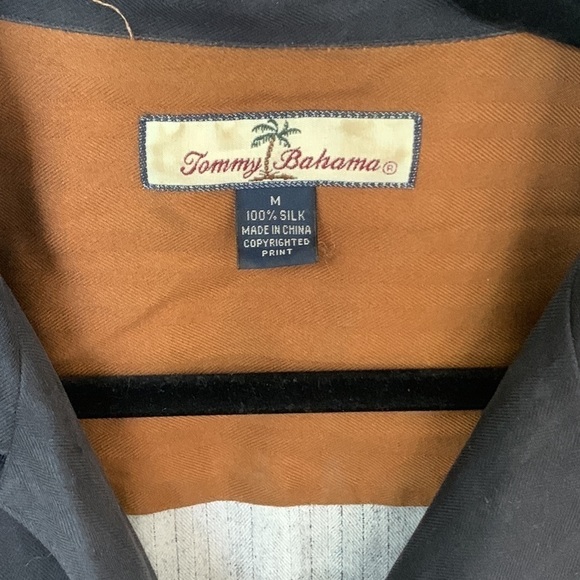 Tommy Bahama®
M
100% SILK
MADE IN CHINA
COPYRIGHTED
PRINT